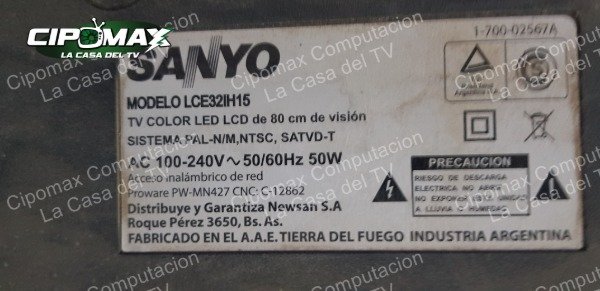 CIPOMAX
LA CASA DEL TV
1-700-02567A
SANYO
MODELO LCE32IH15
TV COLOR LED LCD de 80 cm de visión
SISTEMA PAL-N/M,NTSC, SATVD-T
AC 100-240V~50/60Hz 50W
Acceso inalámbrico de red
Proware PW-MN427 CNC: C-12862
Distribuye y Garantiza Newsan S.A
Roque Pérez 3650, Bs. As.
FABRICADO EN EL A.A.E.TIERRA DEL FUEGO INDUSTRIA ARGENTINA
PRECAUCION
RIESGO DE DESCARGA
ELECTRICA NO ABRA
NO EXPONER ESTE UNIDAD
A LLUVIA O HUMEDAD
Cipomax Computacion
La Casa del TV